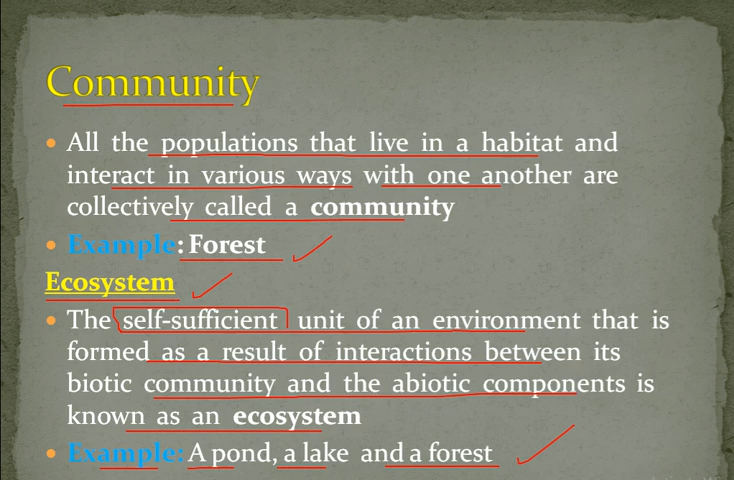 Community
• All the populations that live in a habitat and
interact in various ways with one another are
collectively called a community
• Example: Forest
Ecosystem
• The self-sufficient unit of an environment that is
formed as a result of interactions between its
biotic community and the abiotic components is
known as an ecosystem
• Example: A pond, a lake and a forest